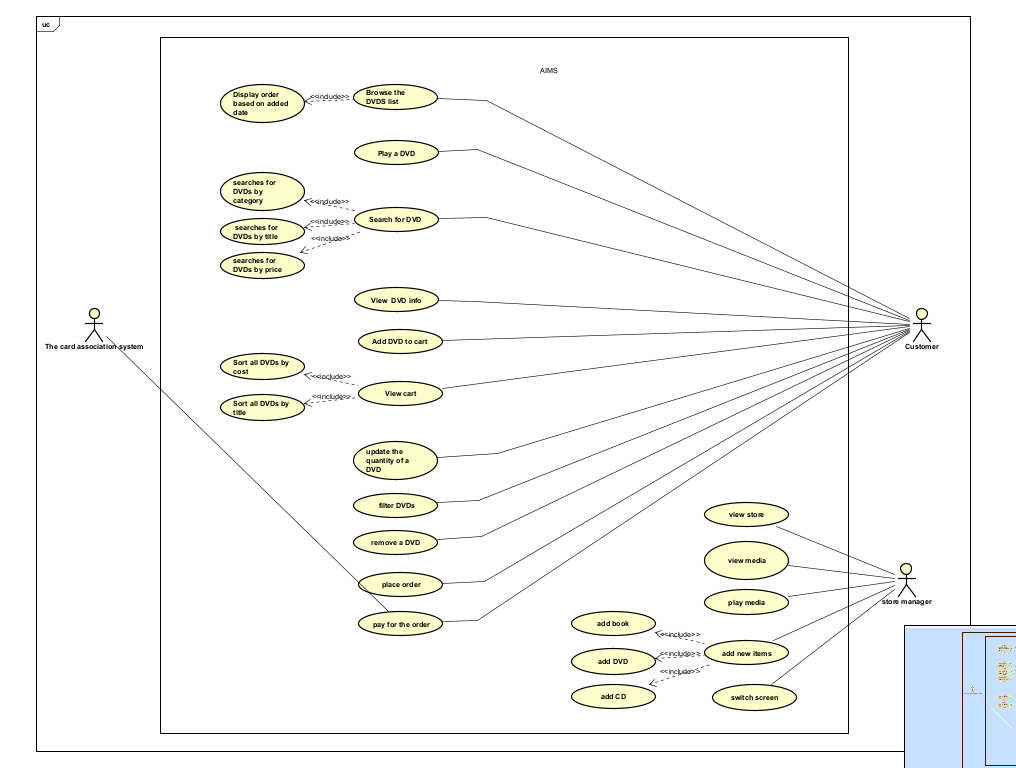 uc
AIMS
Display order
based on added
date
<<include>>
Browse the
DVDS list
Play a DVD
searches for
DVDs by
category
<<include>>
searches for
DVDs by title
<<include>>
Search for DVD
<<include>>
searches for
DVDs by price
View DVD info
The card association system
Add DVD to cart
Customer
Sort all DVDs by
cost
<<include>>
View cart
<<include>>
Sort all DVDs by
title
update the
quantity of a
DVD
filter DVDs
remove a DVD
place order
pay for the order
view store
view media
play media
store manager
add book
<<include>>
add DVD
<<include>>
add new items
<<include>>
add CD
switch screen